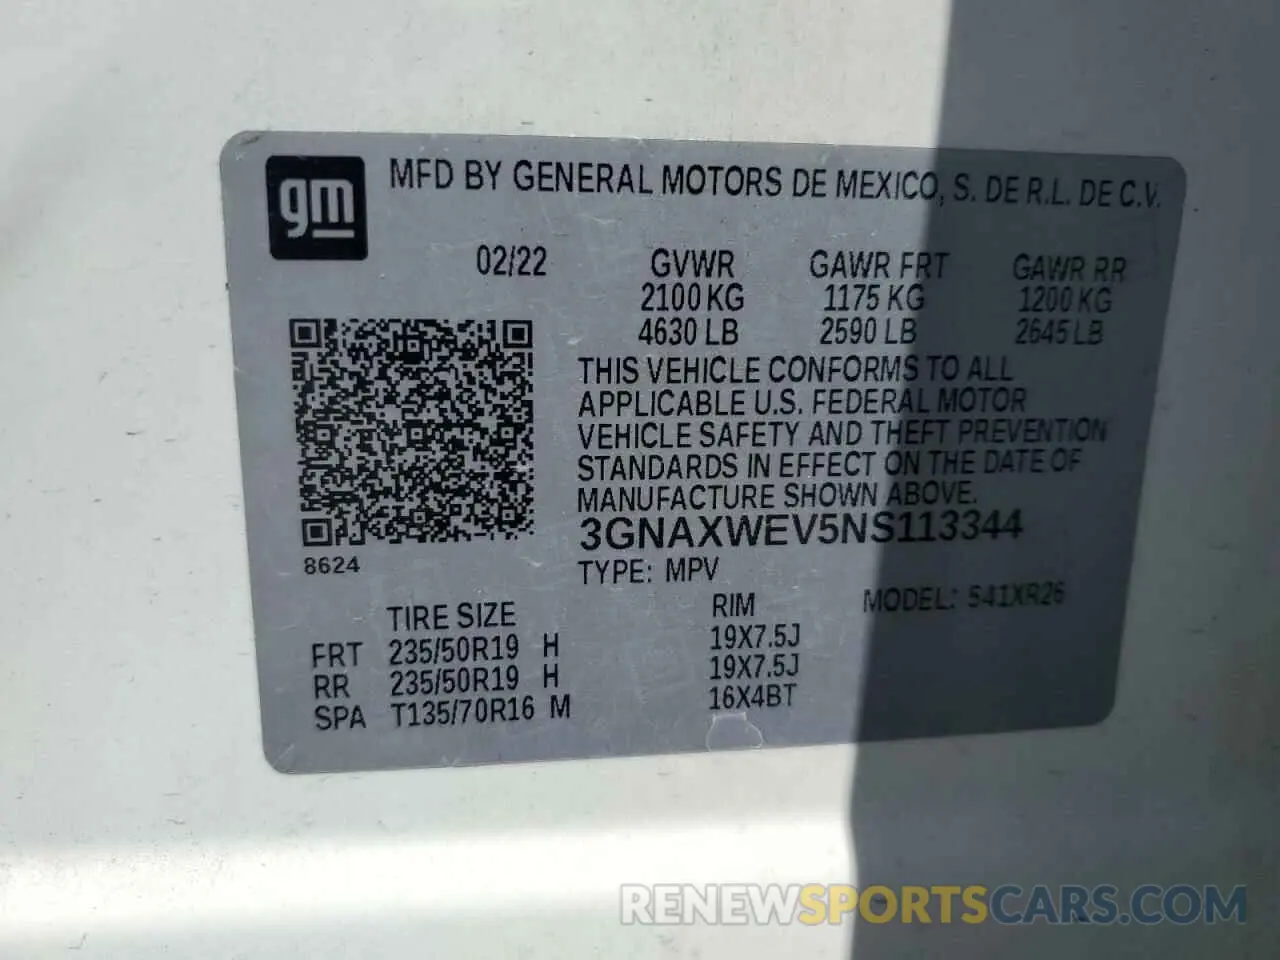 gm
MFD BY GENERAL MOTORS DE MEXICO, S. DE R.L. DE C.V.
02/22 GVWR GAWR FRT GAWR RR
2100 KG 1175 KG 1200 KG
4630 LB 2590 LB 2645 LB
THIS VEHICLE CONFORMS TO ALL
APPLICABLE U.S. FEDERAL MOTOR
VEHICLE SAFETY AND THEFT PREVENTION
STANDARDS IN EFFECT ON THE DATE OF
MANUFACTURE SHOWN ABOVE.
3GNAXWEV5NS113344
8624
TYPE: MPV
MODEL: 541XR26
TIRE SIZE RIM
FRT 235/50R19 H 19X7.5J
RR 235/50R19 H 19X7.5J
SPA T135/70R16 M 16X4BT
RENEWSPORTSCARS.COM